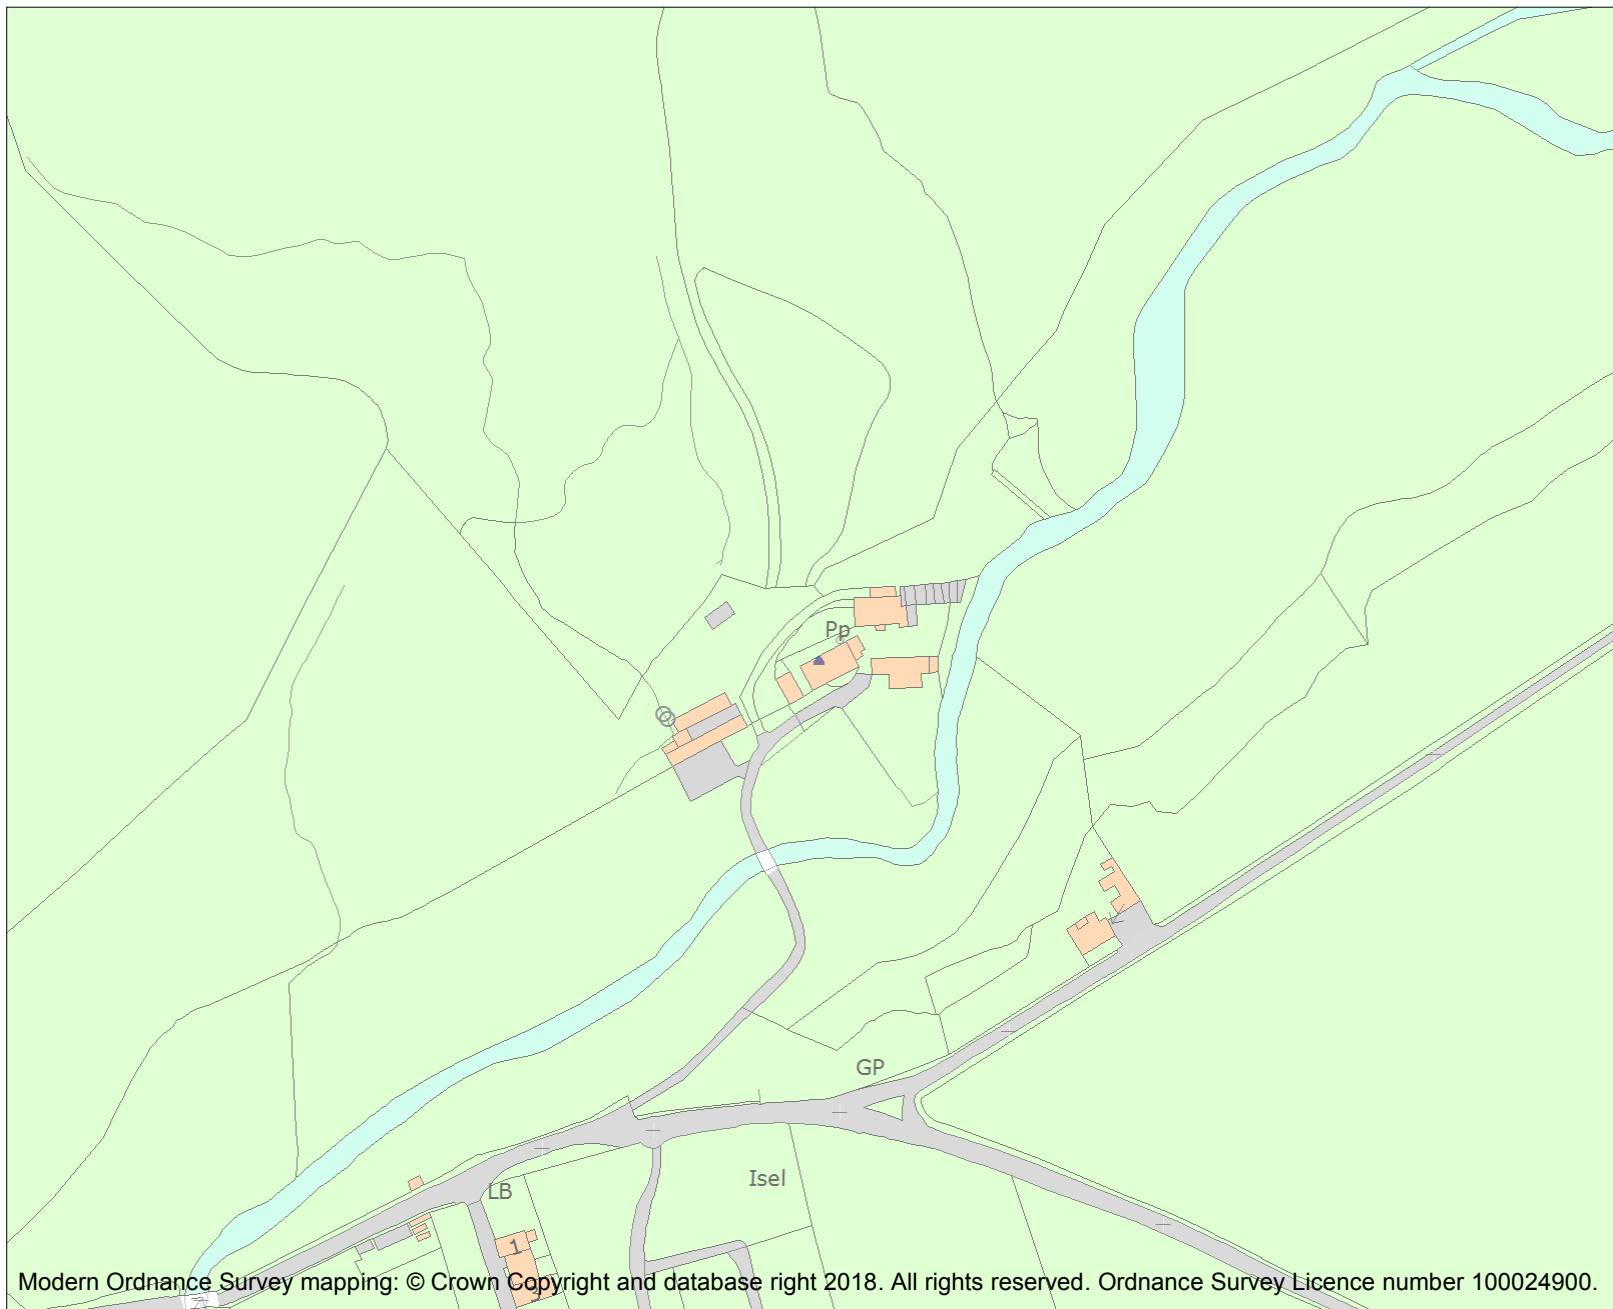 Pp
GP
Isel
LB
1
Modern Ordnance Survey mapping: © Crown Copyright and database right 2018. All rights reserved. Ordnance Survey Licence number 100024900.